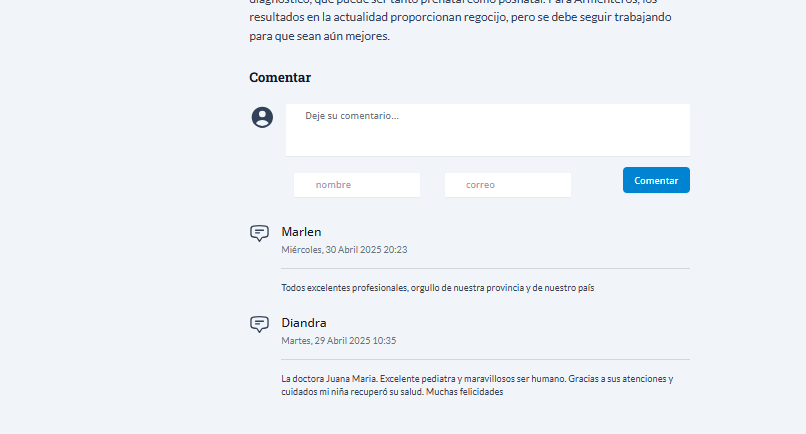 diagnóstico, que puede ser tanto prenatal como posnatal. Para Armenteros, los
resultados en la actualidad proporcionan regocijo, pero se debe seguir trabajando
para que sean aún mejores.
Comentar
Deje su comentario...
nombre
correo
Comentar
Marlen
Miércoles, 30 Abril 2025 20:23
Todos excelentes profesionales, orgullo de nuestra provincia y de nuestro país
Diandra
Martes, 29 Abril 2025 10:35
La doctora Juana Maria. Excelente pediatra y maravillosos ser humano. Gracias a sus atenciones y
cuidados mi niña recuperó su salud. Muchas felicidades